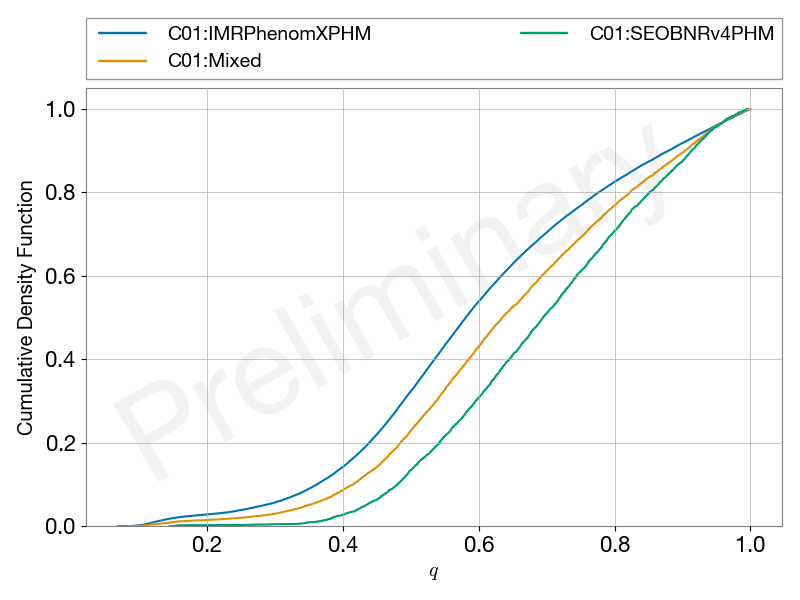 C01:IMRPhenomXPHM
C01:Mixed
C01:SEOBNRv4PHM
Cumulative Density Function
1.0
0.8
0.6
0.4
0.2
0.0
Preliminary
0.2
0.4
0.6
0.8
1.0
q